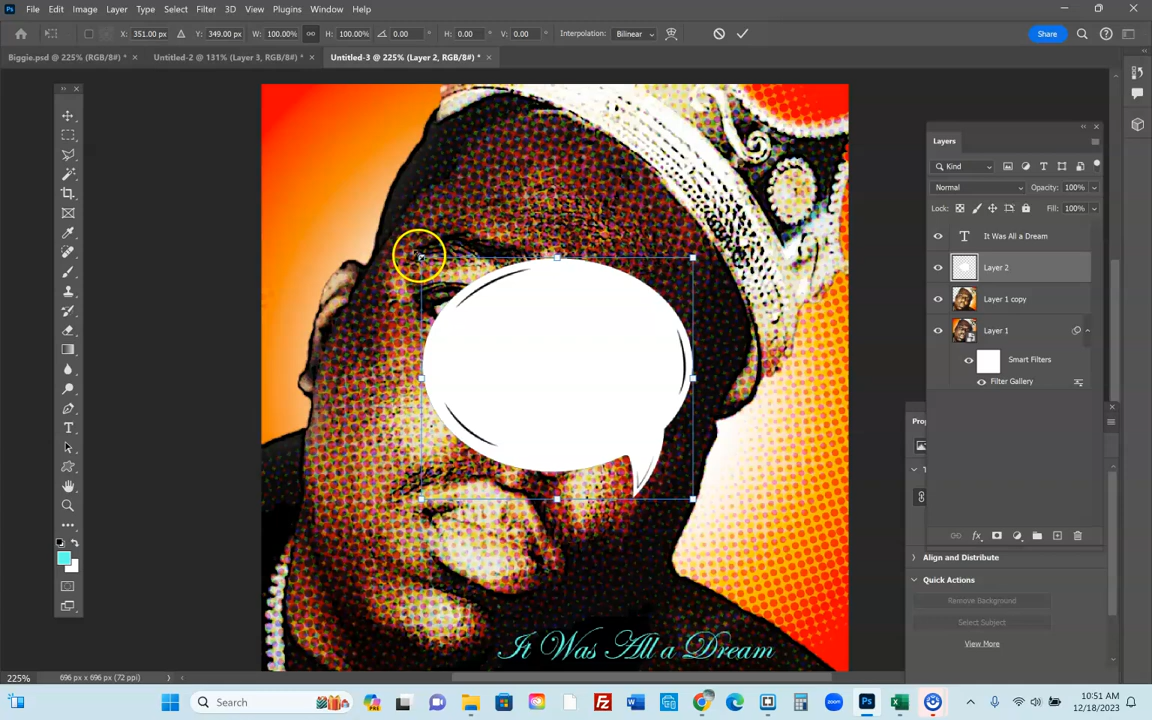 Ps File Edit Image Layer Type Select Filter 3D View Plugins Window Help
X: 351.00 px Y: 349.00 px W: 100.00% H: 100.00% 0.00 ° H: 0.00 ° V: 0.00 ° Interpolation: Bilinear Share
Biggie.psd @ 225% (RGB/8#) * × Untitled-2 @ 131% (Layer 3, RGB/8#) * × Untitled-3 @ 225% (Layer 2, RGB/8#) * ×
Layers
Kind
Normal Opacity: 100%
Lock: Fill: 100%
T It Was All a Dream
Layer 2
Layer 1 copy
Layer 1
Smart Filters
Filter Gallery
Align and Distribute
Quick Actions
Remove Background
Select Subject
View More
It Was All a Dream
225% 696 px x 696 px (72 ppi)
Search
zoom
10:51 AM
12/18/2023